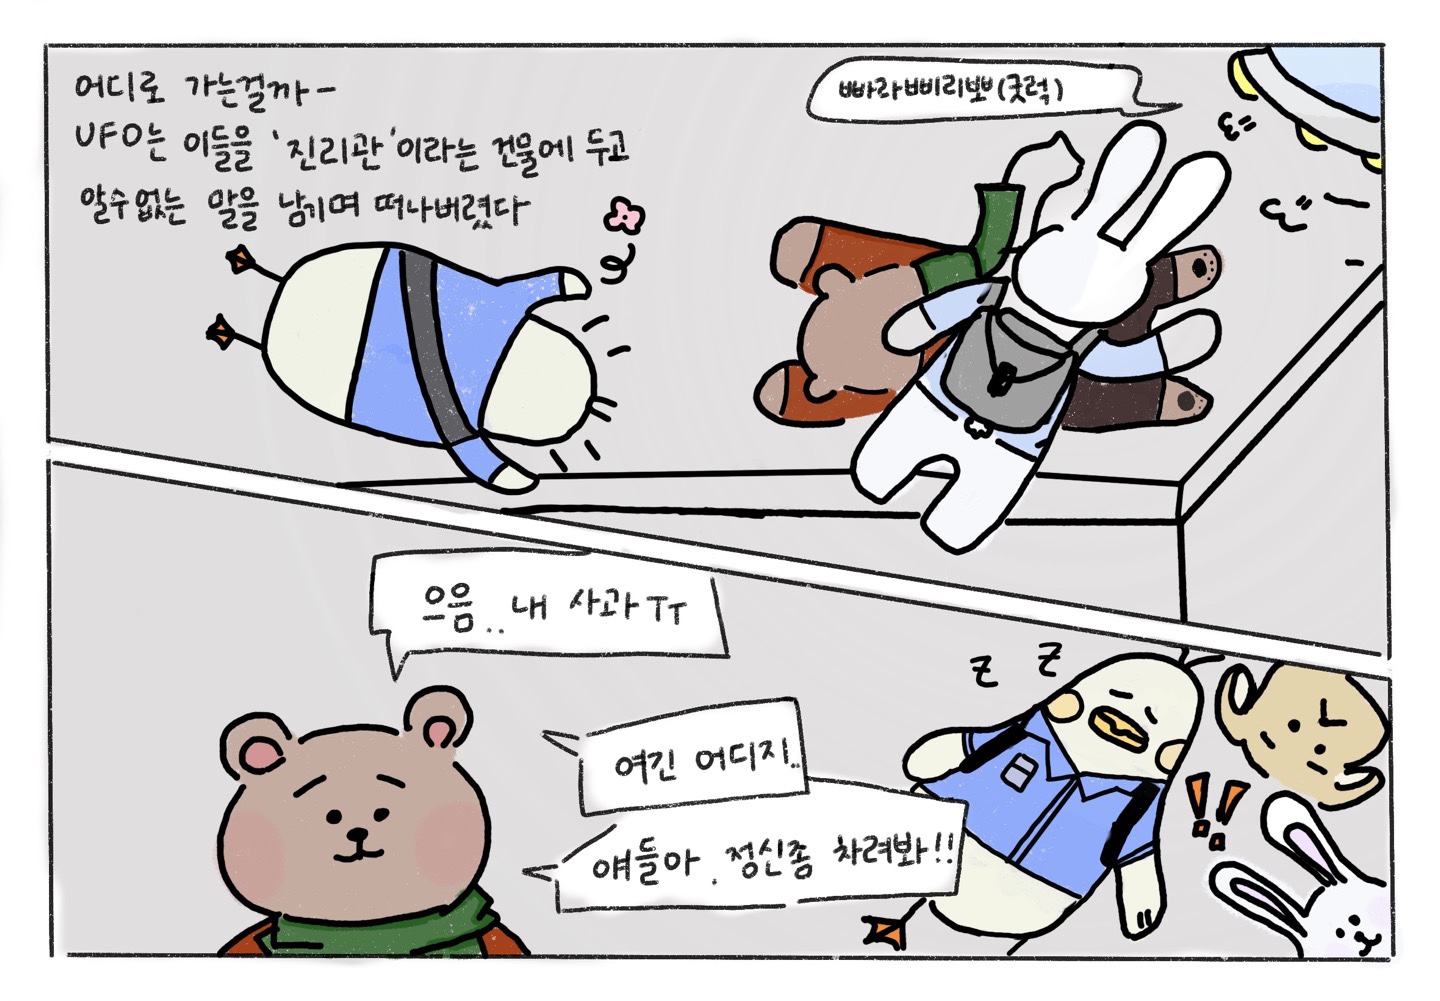 어디로 가는걸까-
UFO는 이들을 '진리관'이라는 건물에 두고
알수없는 말을 남기며 떠나버렸다
빠라삐리뽀(굿럭)
으음.. 내 사과ㅠㅠ
여긴 어디지..
얘들아, 정신좀 차려봐!!
z z
!!